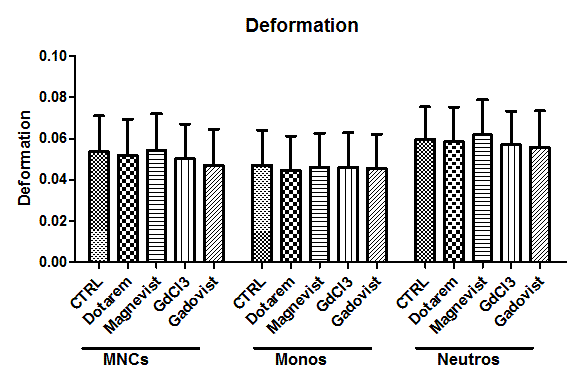 Deformation
Deformation
0.10
0.08
0.06
0.04
0.02
0.00
CTRL
Dotarem
Magnevist
GdCl3
Gadovist
CTRL
Dotarem
Magnevist
GdCl3
Gadovist
CTRL
Dotarem
Magnevist
GdCl3
Gadovist
MNCs
Monos
Neutros